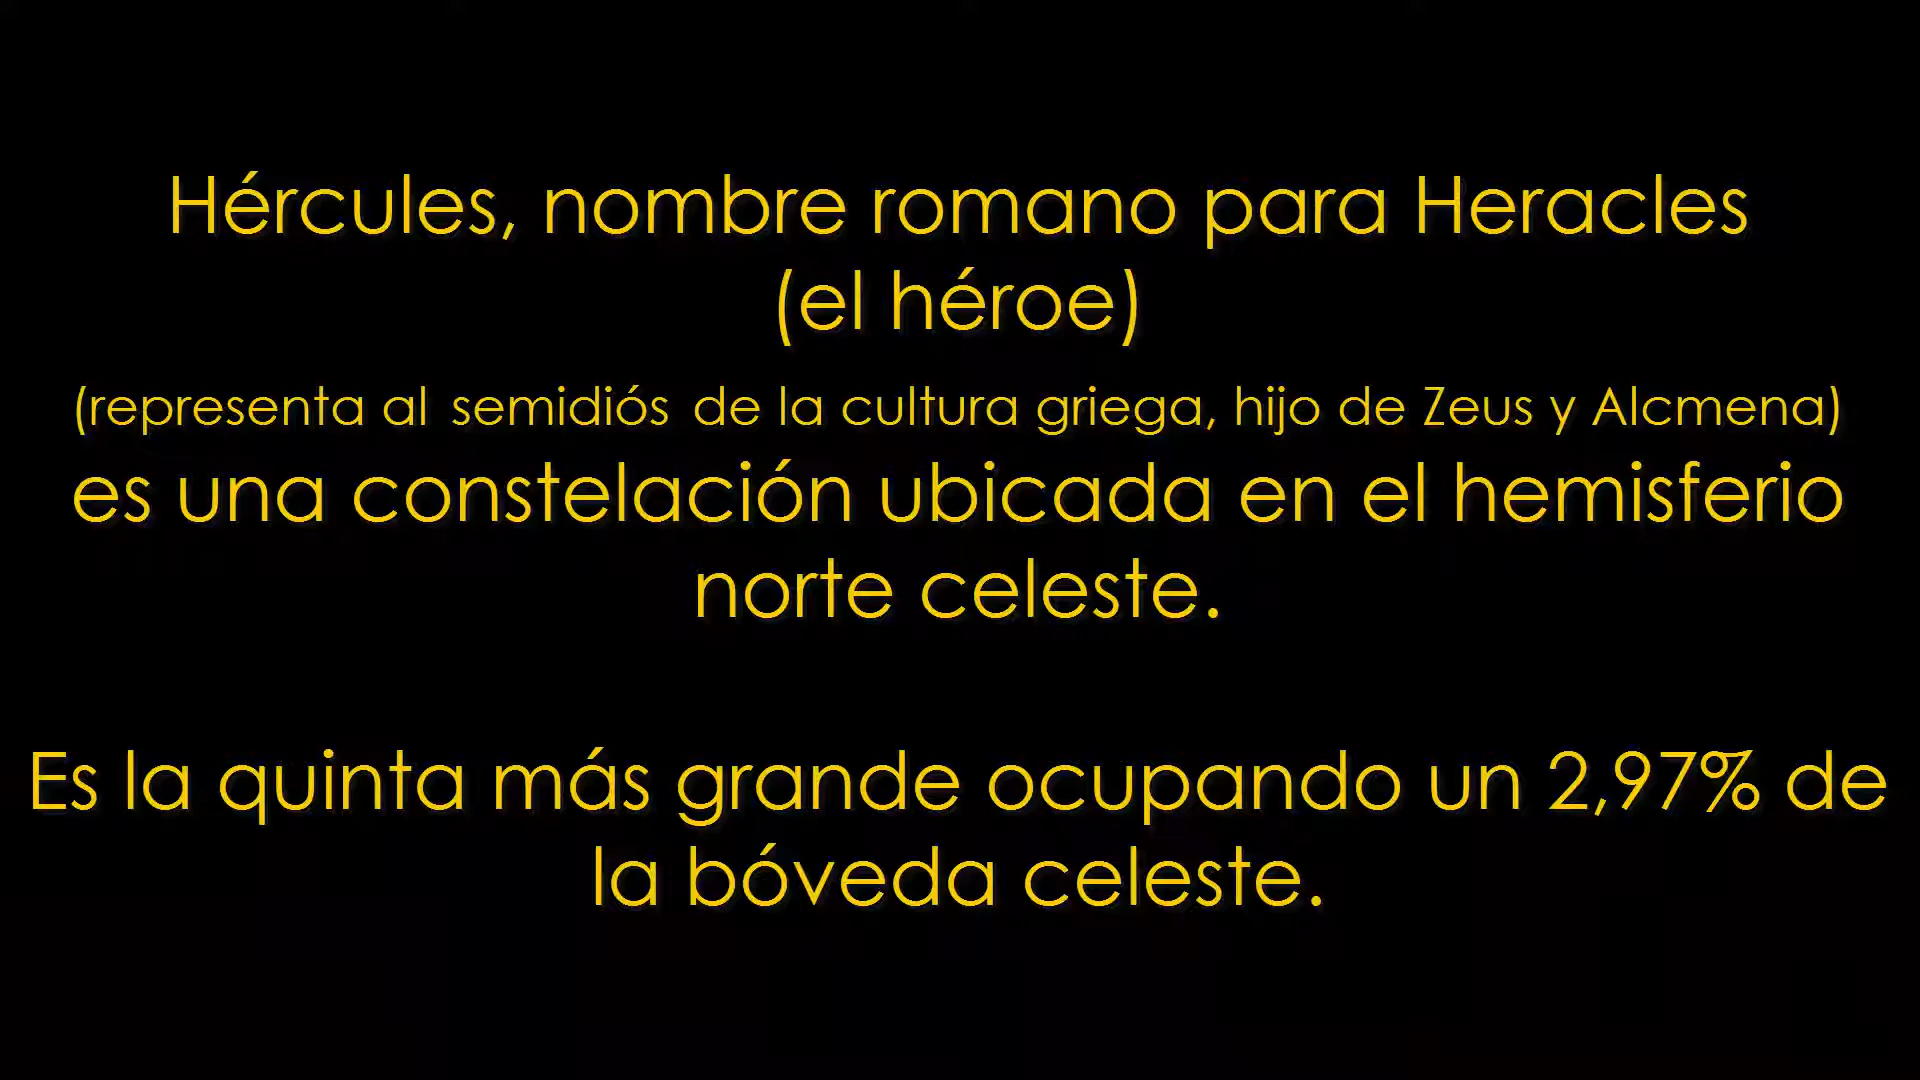 Hércules, nombre romano para Heracles
(el héroe)
(representa al semidiós de la cultura griega, hijo de Zeus y Alcmena)
es una constelación ubicada en el hemisferio
norte celeste.
Es la quinta más grande ocupando un 2,97% de
la bóveda celeste.